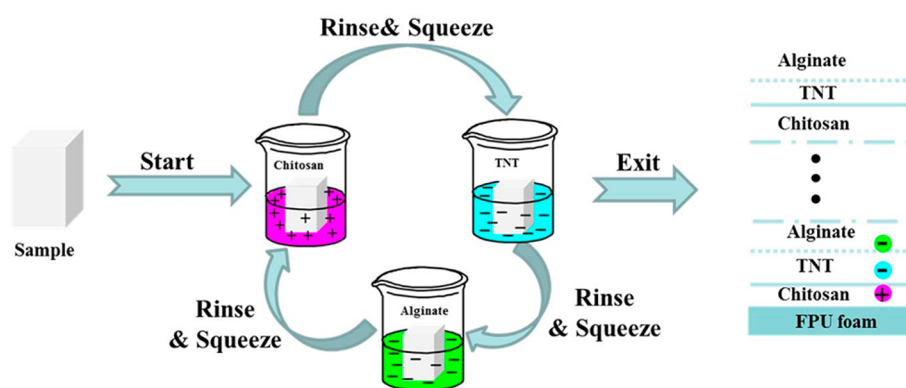 Rinse& Squeeze
Sample
Start
Chitosan
TNT
Exit
Rinse
& Squeeze
Alginate
Rinse
& Squeeze
Alginate
TNT
Chitosan
Alginate
TNT
Chitosan
FPU foam